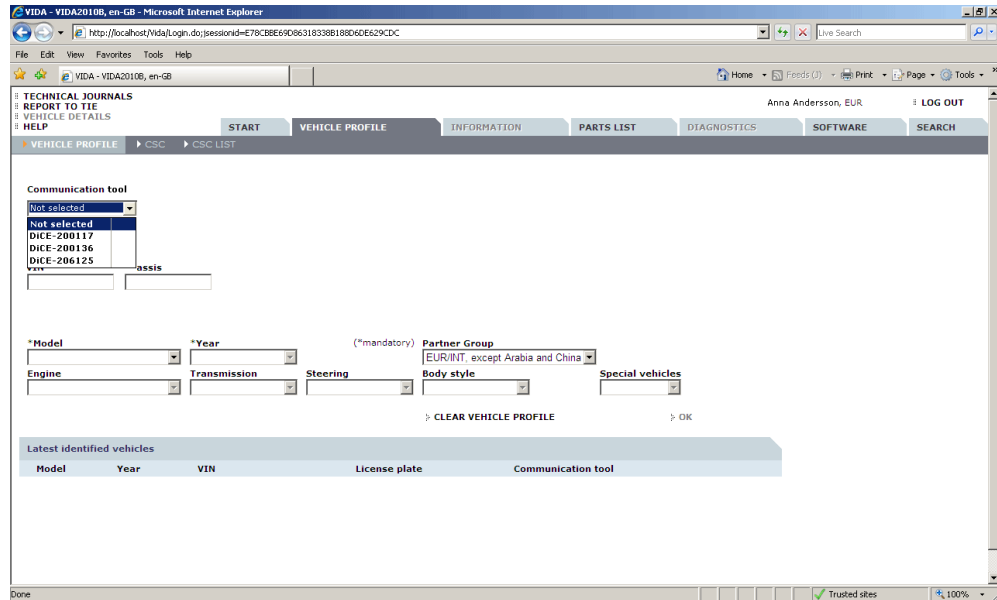 VIDA - VIDA2010B, en-GB - Microsoft Internet Explorer
http://localhost/Vida/Login.do;jsessionid=E78CBBE69D86318338B188D6DE629CDC
Live Search
File Edit View Favorites Tools Help
VIDA - VIDA2010B, en-GB
Home Feeds (J) Print Page Tools »
TECHNICAL JOURNALS
REPORT TO TIE
VEHICLE DETAILS
HELP
Anna Andersson, EUR LOG OUT
START VEHICLE PROFILE INFORMATION PARTS LIST DIAGNOSTICS SOFTWARE SEARCH
VEHICLE PROFILE CSC CSC LIST
Communication tool
Not selected
Not selected
DiCE-200117
DiCE-200136
DiCE-206125
VIN assis
*Model *Year (*mandatory) Partner Group
EUR/INT, except Arabia and China
Engine Transmission Steering Body style Special vehicles
CLEAR VEHICLE PROFILE OK
Latest identified vehicles
Model Year VIN License plate Communication tool
Done Trusted sites 100%